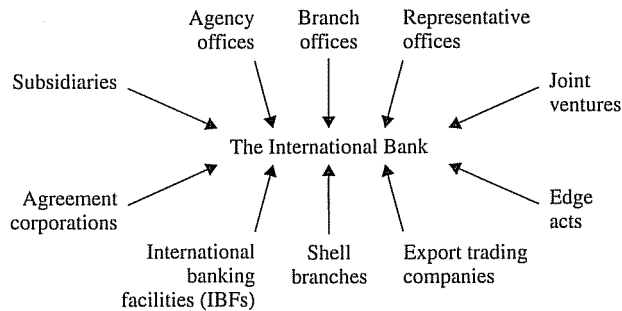 Agency
offices
Branch
offices
Representative
offices
Subsidiaries
Joint
ventures
The International Bank
Agreement
corporations
Edge
acts
International
banking
facilities (IBFs)
Shell
branches
Export trading
companies